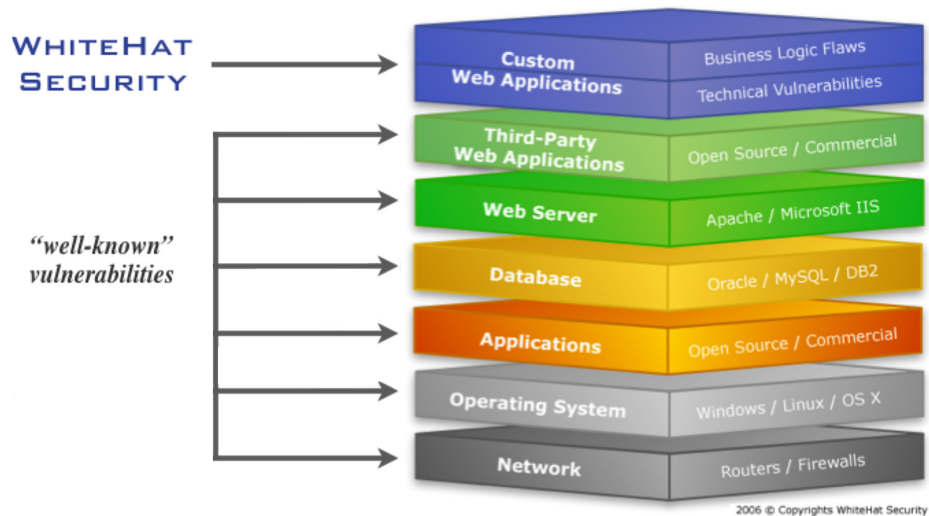 WHITEHAT
SECURITY
Custom
Web Applications
Business Logic Flaws
Technical Vulnerabilities
Third-Party
Web Applications
Open Source / Commercial
Web Server
Apache / Microsoft IIS
“well-known”
vulnerabilities
Database
Oracle / MySQL / DB2
Applications
Open Source / Commercial
Operating System
Windows / Linux / OS X
Network
Routers / Firewalls
2006 © Copyrights WhiteHat Security